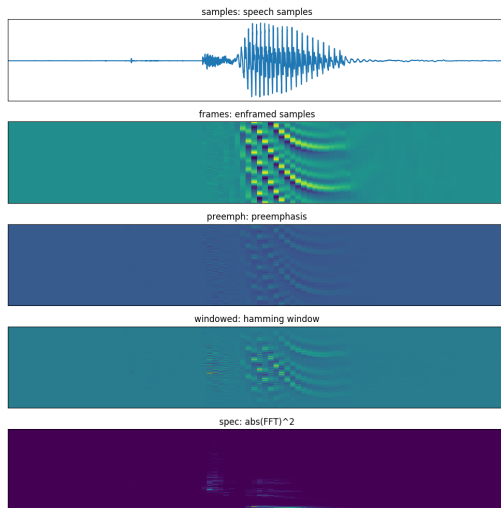 samples: speech samples
frames: enframed samples
preemph: preemphasis
windowed: hamming window
spec: abs(FFT)^2